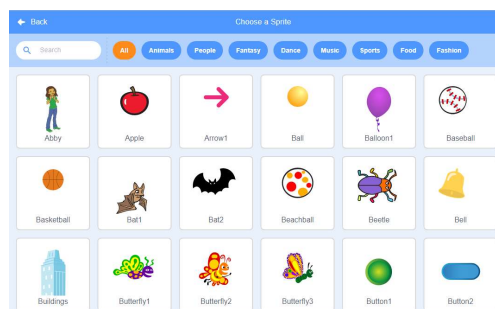 Back
Choose a Sprite
Search
All Animals People Fantasy Dance Music Sports Food Fashion
Abby Apple Arrow1 Ball Balloon1 Baseball
Basketball Bat1 Bat2 Beachball Beetle Bell
Buildings Butterfly1 Butterfly2 Butterfly3 Button1 Button2